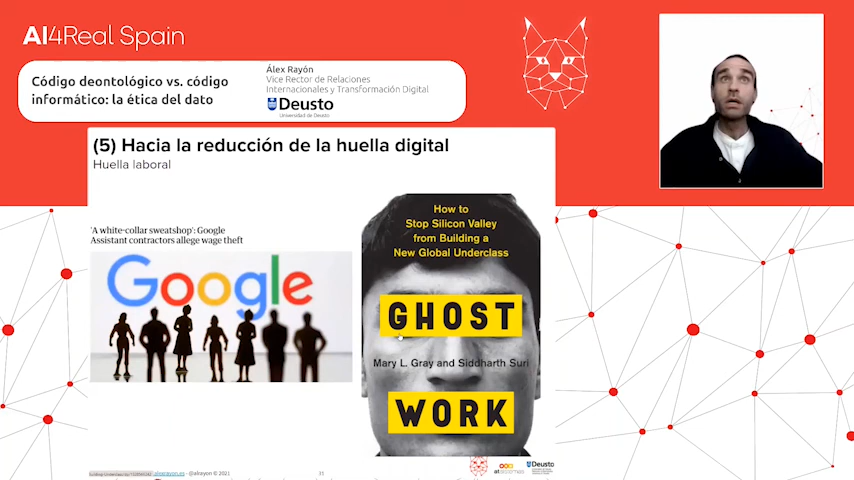 AI4Real Spain
Código deontológico vs. código
informático: la ética del dato
Álex Rayón
Vice Rector de Relaciones
Internacionales y Transformación Digital
Deusto
Universidad de Deusto
(5) Hacia la reducción de la huella digital
Huella laboral
'A white-collar sweatshop': Google
Assistant contractors allege wage theft
Google
How to
Stop Silicon Valley
from Building a
New Global Underclass
GHOST
Mary L. Gray and Siddharth Suri
WORK
@alrayon © 2021
31
Deusto